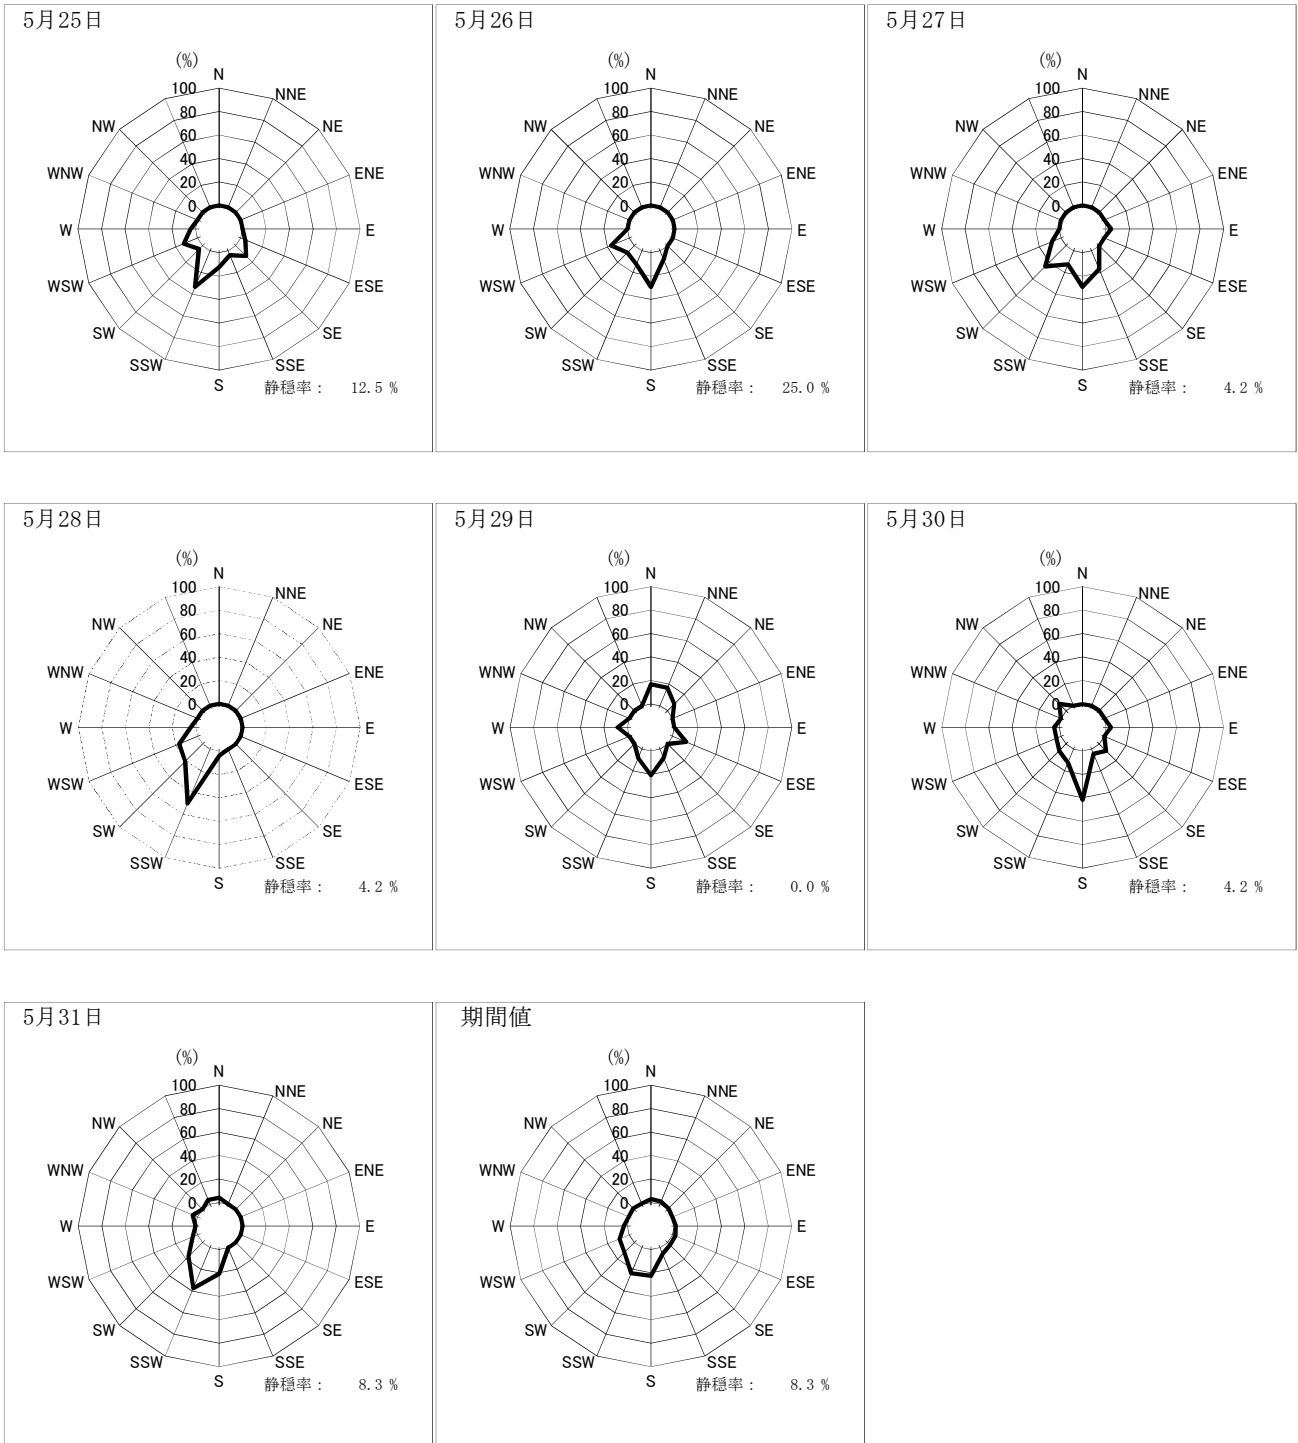 5月25日
(%)
N
100
NNE
80
NW
NE
60
40
WNW
ENE
20
0
W
E
WSW
ESE
SW
SE
SSW
SSE
S
静穏率： 12.5 %
5月26日
(%)
N
100
NNE
80
NW
NE
60
40
WNW
ENE
20
0
W
E
WSW
ESE
SW
SE
SSW
SSE
S
静穏率： 25.0 %
5月27日
(%)
N
100
NNE
80
NW
NE
60
40
WNW
ENE
20
0
W
E
WSW
ESE
SW
SE
SSW
SSE
S
静穏率： 4.2 %
5月28日
(%)
N
100
NNE
80
NW
NE
60
40
WNW
ENE
20
0
W
E
WSW
ESE
SW
SE
SSW
SSE
S
静穏率： 4.2 %
5月29日
(%)
N
100
NNE
80
NW
NE
60
40
WNW
ENE
20
0
W
E
WSW
ESE
SW
SE
SSW
SSE
S
静穏率： 0.0 %
5月30日
(%)
N
100
NNE
80
NW
NE
60
40
WNW
ENE
20
0
W
E
WSW
ESE
SW
SE
SSW
SSE
S
静穏率： 4.2 %
5月31日
(%)
N
100
NNE
80
NW
NE
60
40
WNW
ENE
20
0
W
E
WSW
ESE
SW
SE
SSW
SSE
S
静穏率： 8.3 %
期間値
(%)
N
100
NNE
80
NW
NE
60
40
WNW
ENE
20
0
W
E
WSW
ESE
SW
SE
SSW
SSE
S
静穏率： 8.3 %